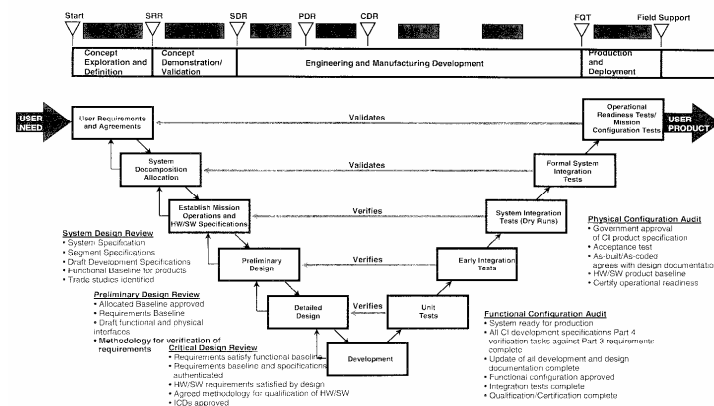 Start
SRR
SDR
PDR
CDR
FQT
Field Support
Concept
Exploration and
Definition
Concept
Demonstration/
Validation
Engineering and Manufacturing Development
Production
and
Deployment
USER
NEED
User Requirements
and Agreements
Validates
Operational
Readiness Tests/
Mission
Configuration Tests
USER
PRODUCT
System
Decomposition
Allocation
Validates
Formal System
Integration
Tests
Establish Mission
Operations and
HW/SW Specifications
Verifies
System Integration
Tests (Dry Runs)
Preliminary
Design
Verifies
Early Integration
Tests
Detailed
Design
Verifies
Unit
Tests
Development
System Design Review
• System Specification
• Segment Specifications
• Draft Development Specifications
• Functional Baseline for products
• Trade studies identified
Preliminary Design Review
• Allocated Baseline approved
• Requirements Baseline
• Draft functional and physical
interfaces
• Methodology for verification of
requirements
Critical Design Review
• Requirements satisfy functional baseline
• Requirements baseline and specifications
authenticated
• HW/SW requirements satisfied by design
• Agreed methodology for qualification of HW/SW
• ICDs approved
Physical Configuration Audit
• Government approval
of CI product specification
• Acceptance test
• As-built/As-coded
agrees with design documentatio
• HW/SW product baseline
• Certify operational readiness
Functional Configuration Audit
• System ready for production
• All CI development specifications Part 4
verification tasks against Part 3 requirements
complete
• Update of all development and design
documentation complete
• Functional configuration approved
• Integration tests complete
• Qualification/Certification complete